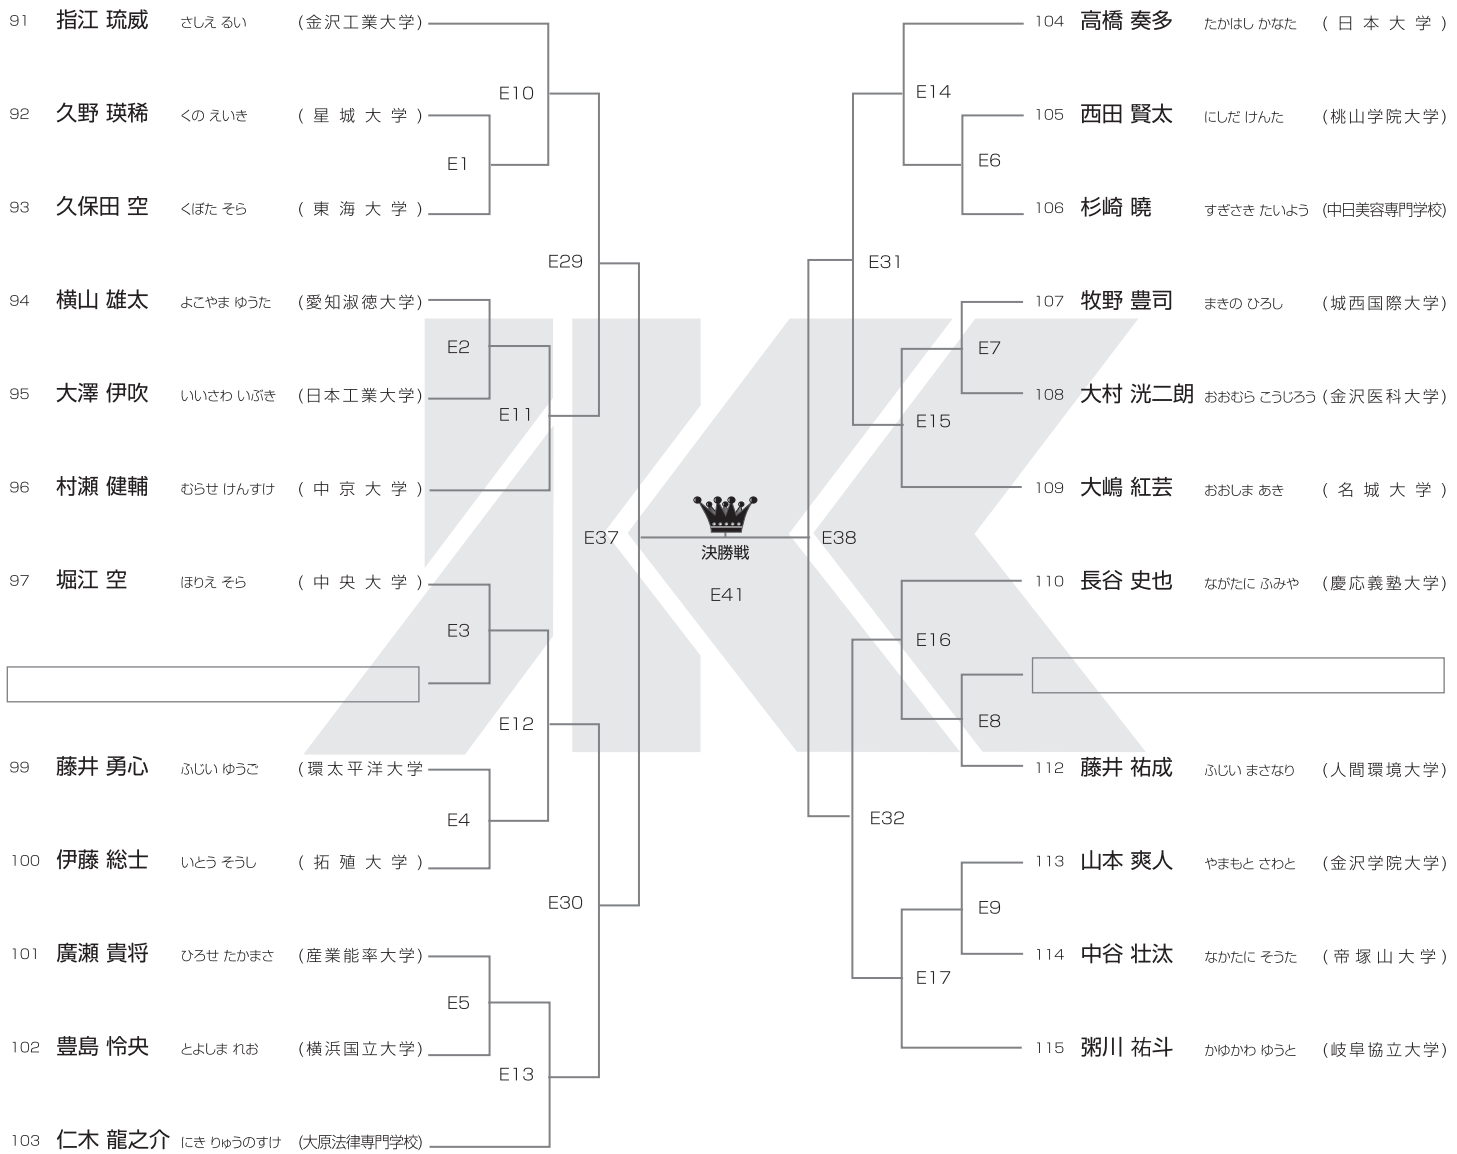 91 指江 琉威 さしえ るい (金沢工業大学)
92 久野 瑛稀 くの えいき ( 星 城 大 学 )
93 久保田 空 くぼた そら ( 東 海 大 学 )
94 横山 雄太 よこやま ゆうた (愛知淑徳大学)
95 大澤 伊吹 いいさわ いぶき (日本工業大学)
96 村瀬 健輔 むらせ けんすけ ( 中 京 大 学 )
97 堀江 空 ほりえ そら ( 中 央 大 学 )
99 藤井 勇心 ふじい ゆうご (環太平洋大学
100 伊藤 総士 いとう そうし ( 拓 殖 大 学 )
101 廣瀬 貴将 ひろせ たかまさ (産業能率大学)
102 豊島 怜央 とよしま れお (横浜国立大学)
103 仁木 龍之介 にき りゅうのすけ (大原法律専門学校)
E10
E1
E29
E2
E11
E37
E3
E12
E4
E30
E5
E13
決勝戦
E41
E14
E6
E31
E7
E15
E38
E16
E8
E32
E9
E17
104 高橋 奏多 たかはし かなた ( 日 本 大 学 )
105 西田 賢太 にしだ けんた (桃山学院大学)
106 杉崎 曉 すぎさき たいよう (中日美容専門学校)
107 牧野 豊司 まきの ひろし (城西国際大学)
108 大村 洸二朗 おおむら こうじろう (金沢医科大学)
109 大嶋 紅芸 おおしま あき ( 名 城 大 学 )
110 長谷 史也 ながたに ふみや (慶応義塾大学)
112 藤井 祐成 ふじい まさなり (人間環境大学)
113 山本 爽人 やまもと さわと (金沢学院大学)
114 中谷 壮汰 なかたに そうた ( 帝 塚 山 大 学 )
115 粥川 祐斗 かゆかわ ゆうと (岐阜協立大学)